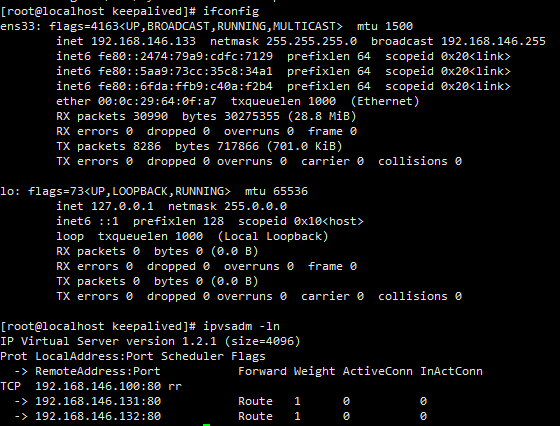 [root@localhost keepalived]# ifconfig
ens33: flags=4163<UP,BROADCAST,RUNNING,MULTICAST>  mtu 1500
        inet 192.168.146.133  netmask 255.255.255.0  broadcast 192.168.146.255
        inet6 fe80::2474:79a9:cdfc:7129  prefixlen 64  scopeid 0x20<link>
        inet6 fe80::5aa9:73cc:35c8:34a1  prefixlen 64  scopeid 0x20<link>
        inet6 fe80::6fda:ffb9:c40a:f2b4  prefixlen 64  scopeid 0x20<link>
        ether 00:0c:29:64:0f:a7  txqueuelen 1000  (Ethernet)
        RX packets 30990  bytes 30275355 (28.8 MiB)
        RX errors 0  dropped 0  overruns 0  frame 0
        TX packets 8286  bytes 717866 (701.0 KiB)
        TX errors 0  dropped 0 overruns 0  carrier 0  collisions 0
lo: flags=73<UP,LOOPBACK,RUNNING>  mtu 65536
        inet 127.0.0.1  netmask 255.0.0.0
        inet6 ::1  prefixlen 128  scopeid 0x10<host>
        loop  txqueuelen 1000  (Local Loopback)
        RX packets 0  bytes 0 (0.0 B)
        RX errors 0  dropped 0  overruns 0  frame 0
        TX packets 0  bytes 0 (0.0 B)
        TX errors 0  dropped 0 overruns 0  carrier 0  collisions 0
[root@localhost keepalived]# ipvsadm -ln
IP Virtual Server version 1.2.1 (size=4096)
Prot LocalAddress:Port Scheduler Flags
  -> RemoteAddress:Port           Forward Weight ActiveConn InActConn
TCP  192.168.146.100:80 rr
  -> 192.168.146.131:80           Route   1      0          0
  -> 192.168.146.132:80           Route   1      0          0